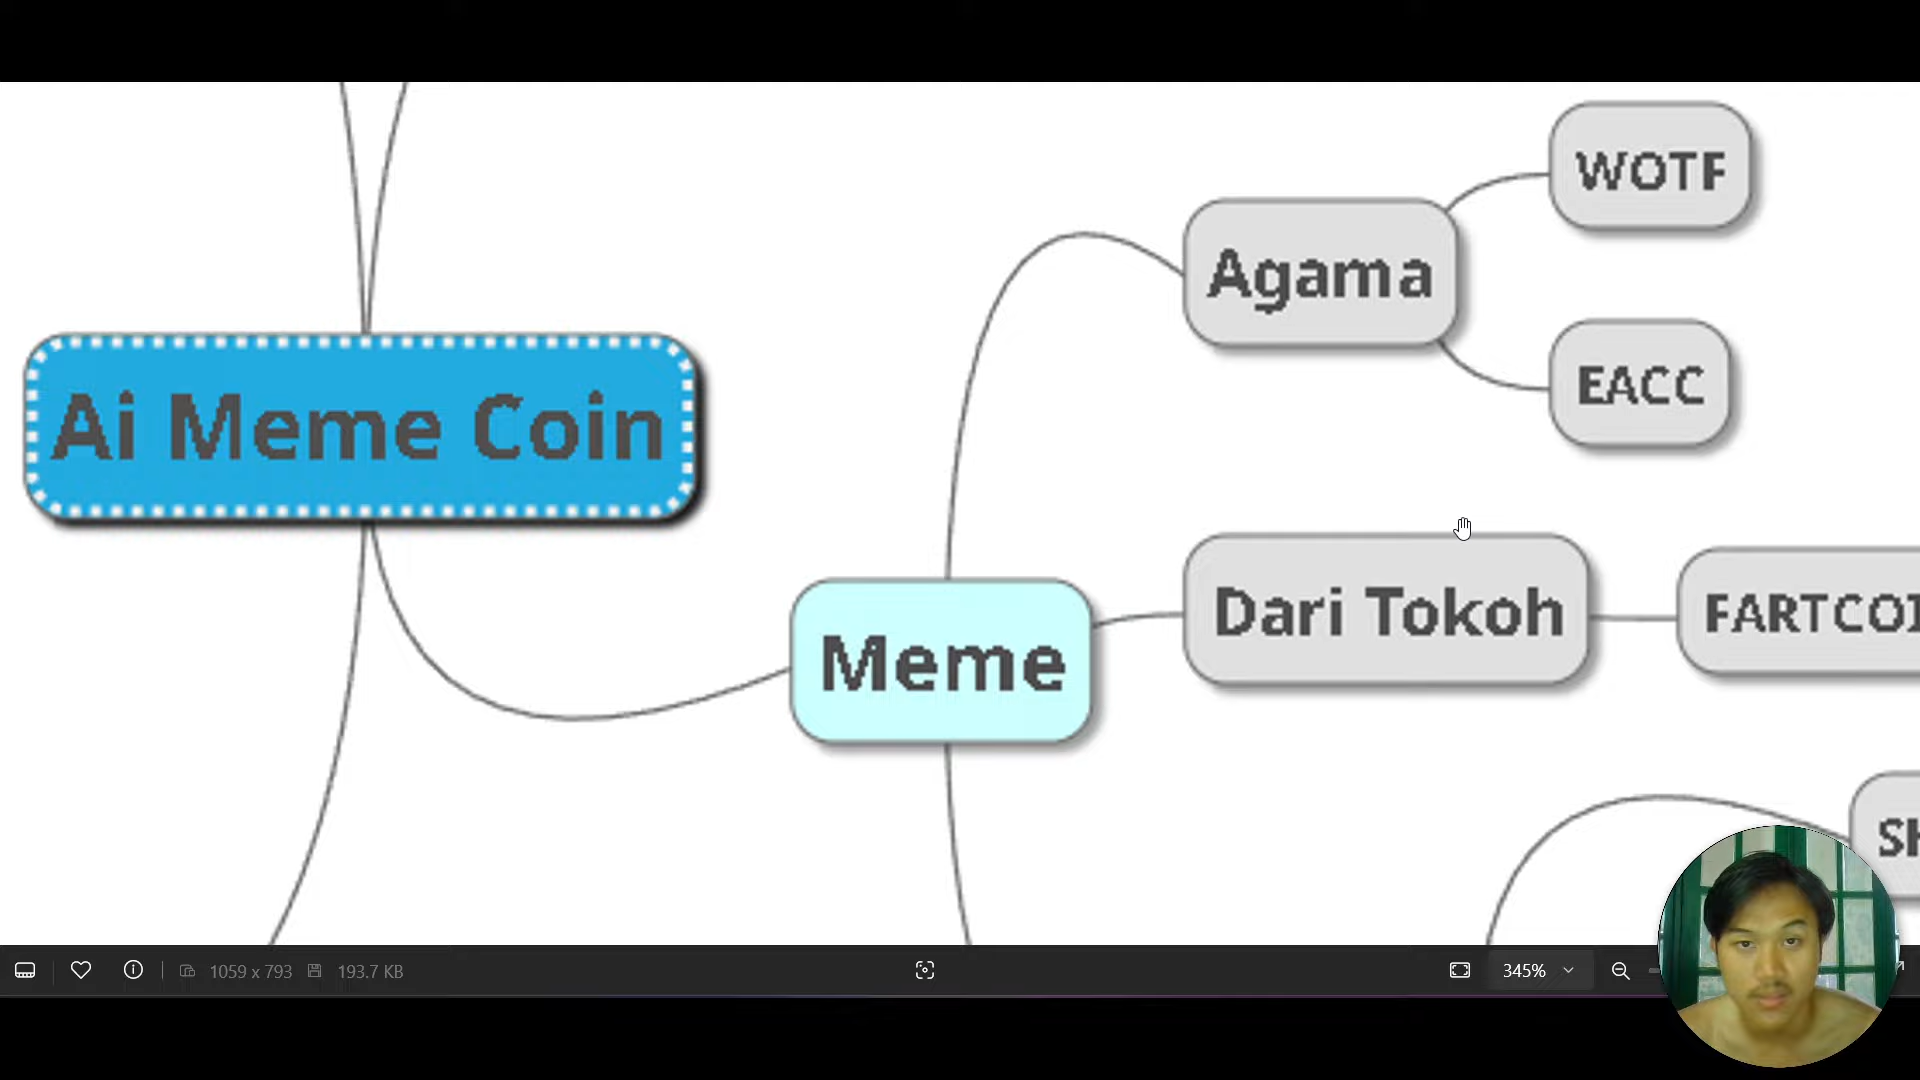 WOTF
Agama
EACC
Ai Meme Coin
Dari Tokoh
Meme
1059 x 793
193.7 KB
345%